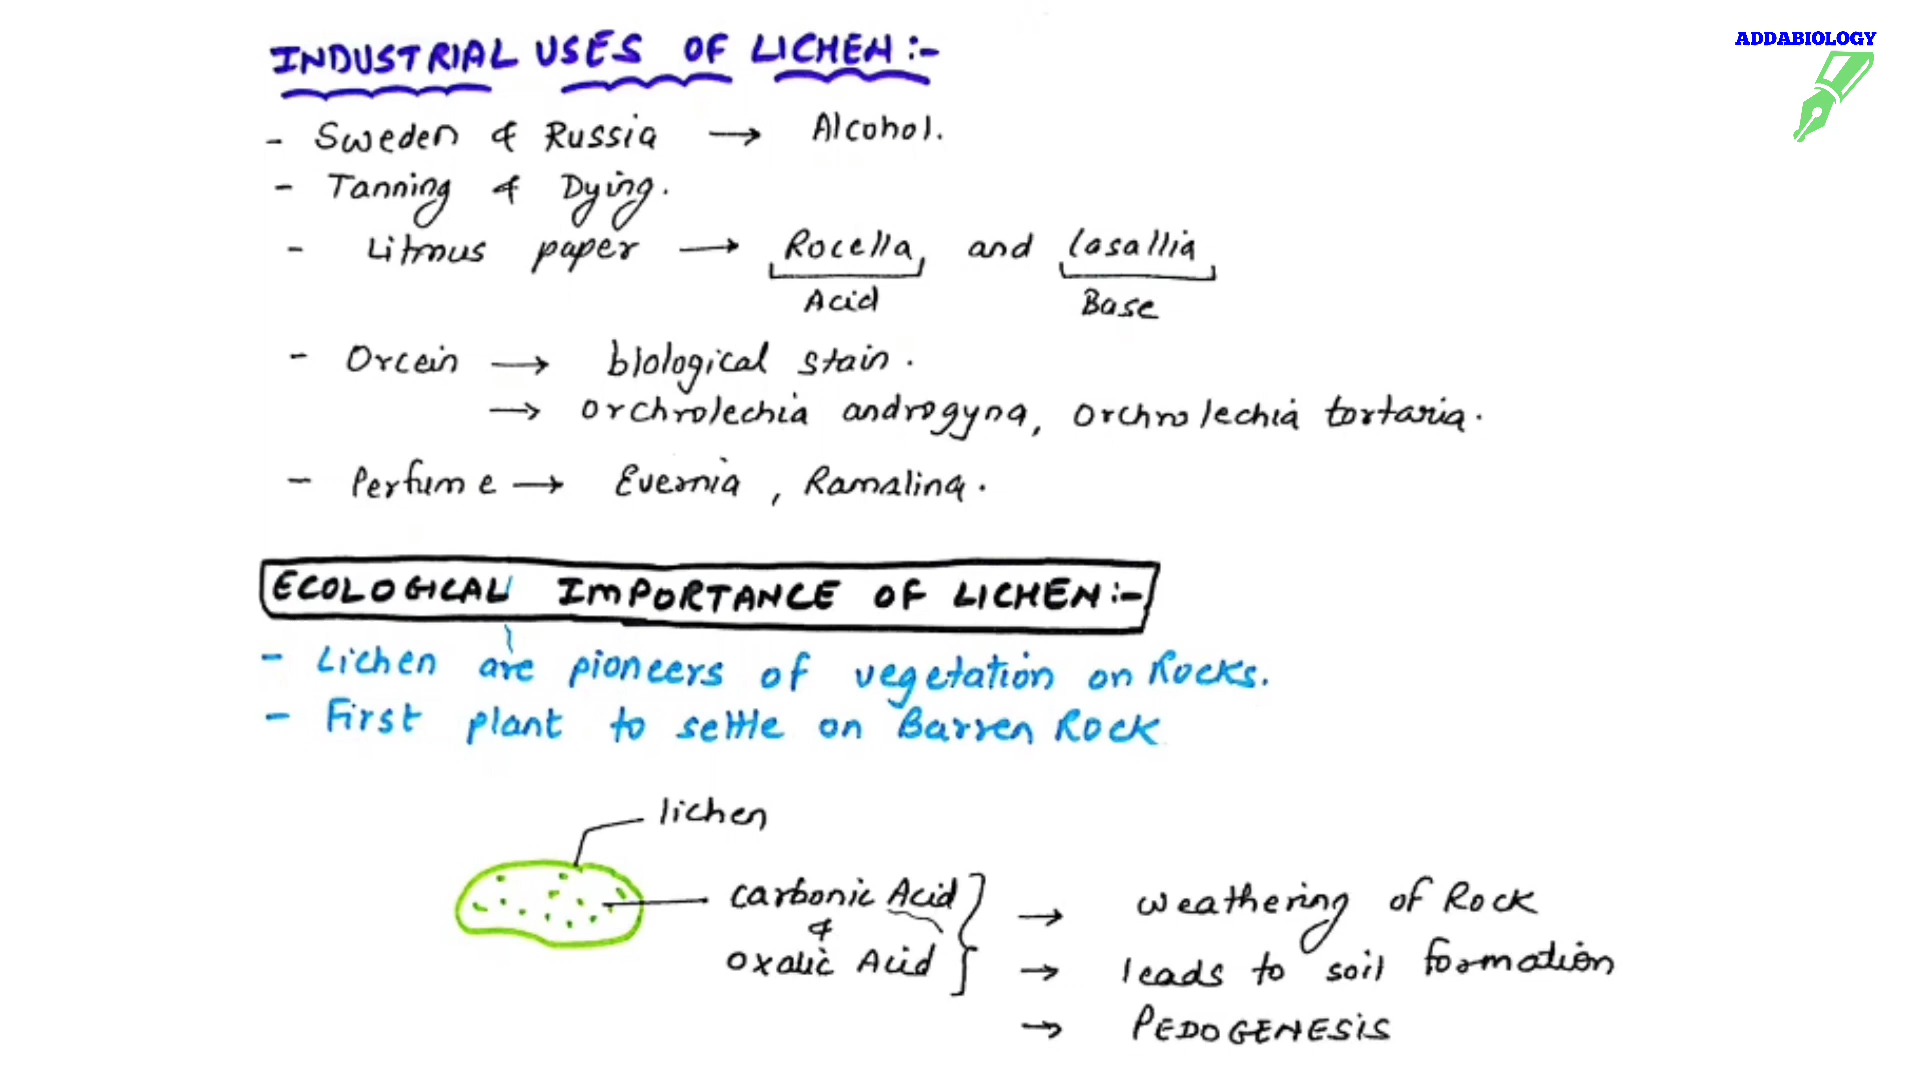 INDUSTRIAL USES OF LICHEN:-
ADDABIOLOGY
- Sweden & Russia → Alcohol.
- Tanning & Dying.
- Litmus paper → Rocella, and lasallia
Acid Base
- Orcein → biological stain.
→ orchrolechia androgyna, orchrolechia tortaria.
- Perfume → Evernia, Ramalina.
ECOLOGICAL IMPORTANCE OF LICHEN:-
- Lichen are pioneers of vegetation on Rocks.
- First plant to settle on Barren Rock
lichen
carbonic Acid → weathering of Rock
&
oxalic Acid → leads to soil formation
→ PEDOGENESIS